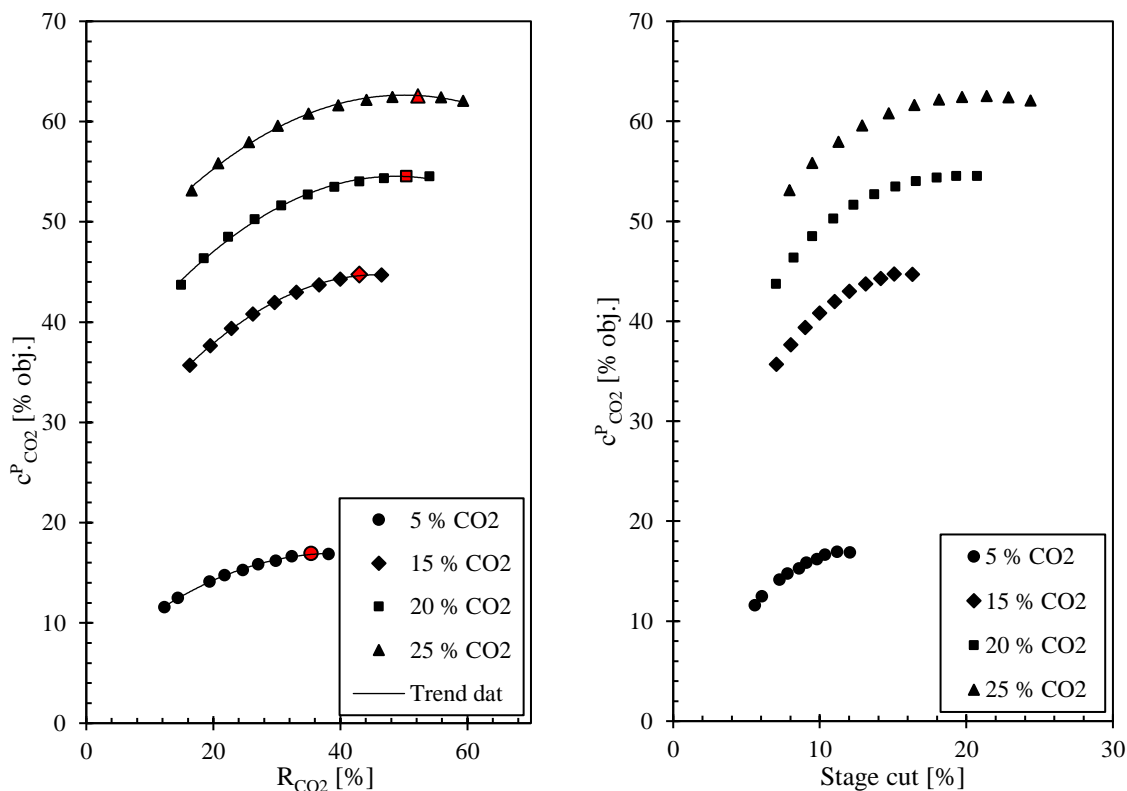 70
60
50
40
30
20
10
0
c^P_CO2 [% obj.]
0 20 40 60
R_CO2 [%]
5 % CO2
15 % CO2
20 % CO2
25 % CO2
Trend dat
70
60
50
40
30
20
10
0
c^P_CO2 [% obj.]
0 10 20 30
Stage cut [%]
5 % CO2
15 % CO2
20 % CO2
25 % CO2